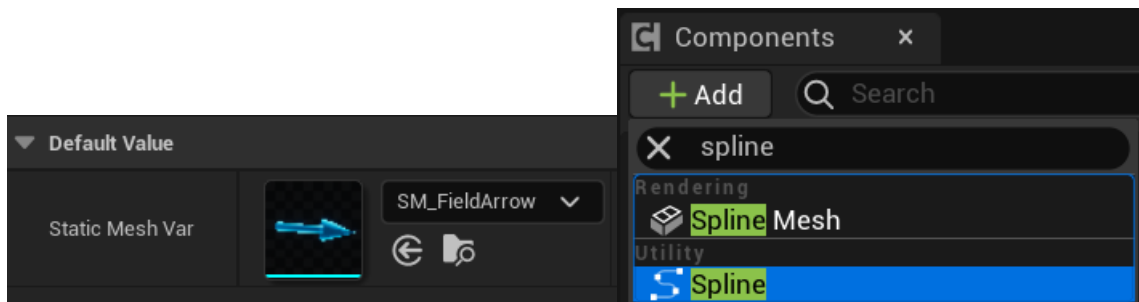 Default Value
Static Mesh Var
SM_FieldArrow
Components
+ Add
Search
spline
Rendering
Spline Mesh
Utility
Spline